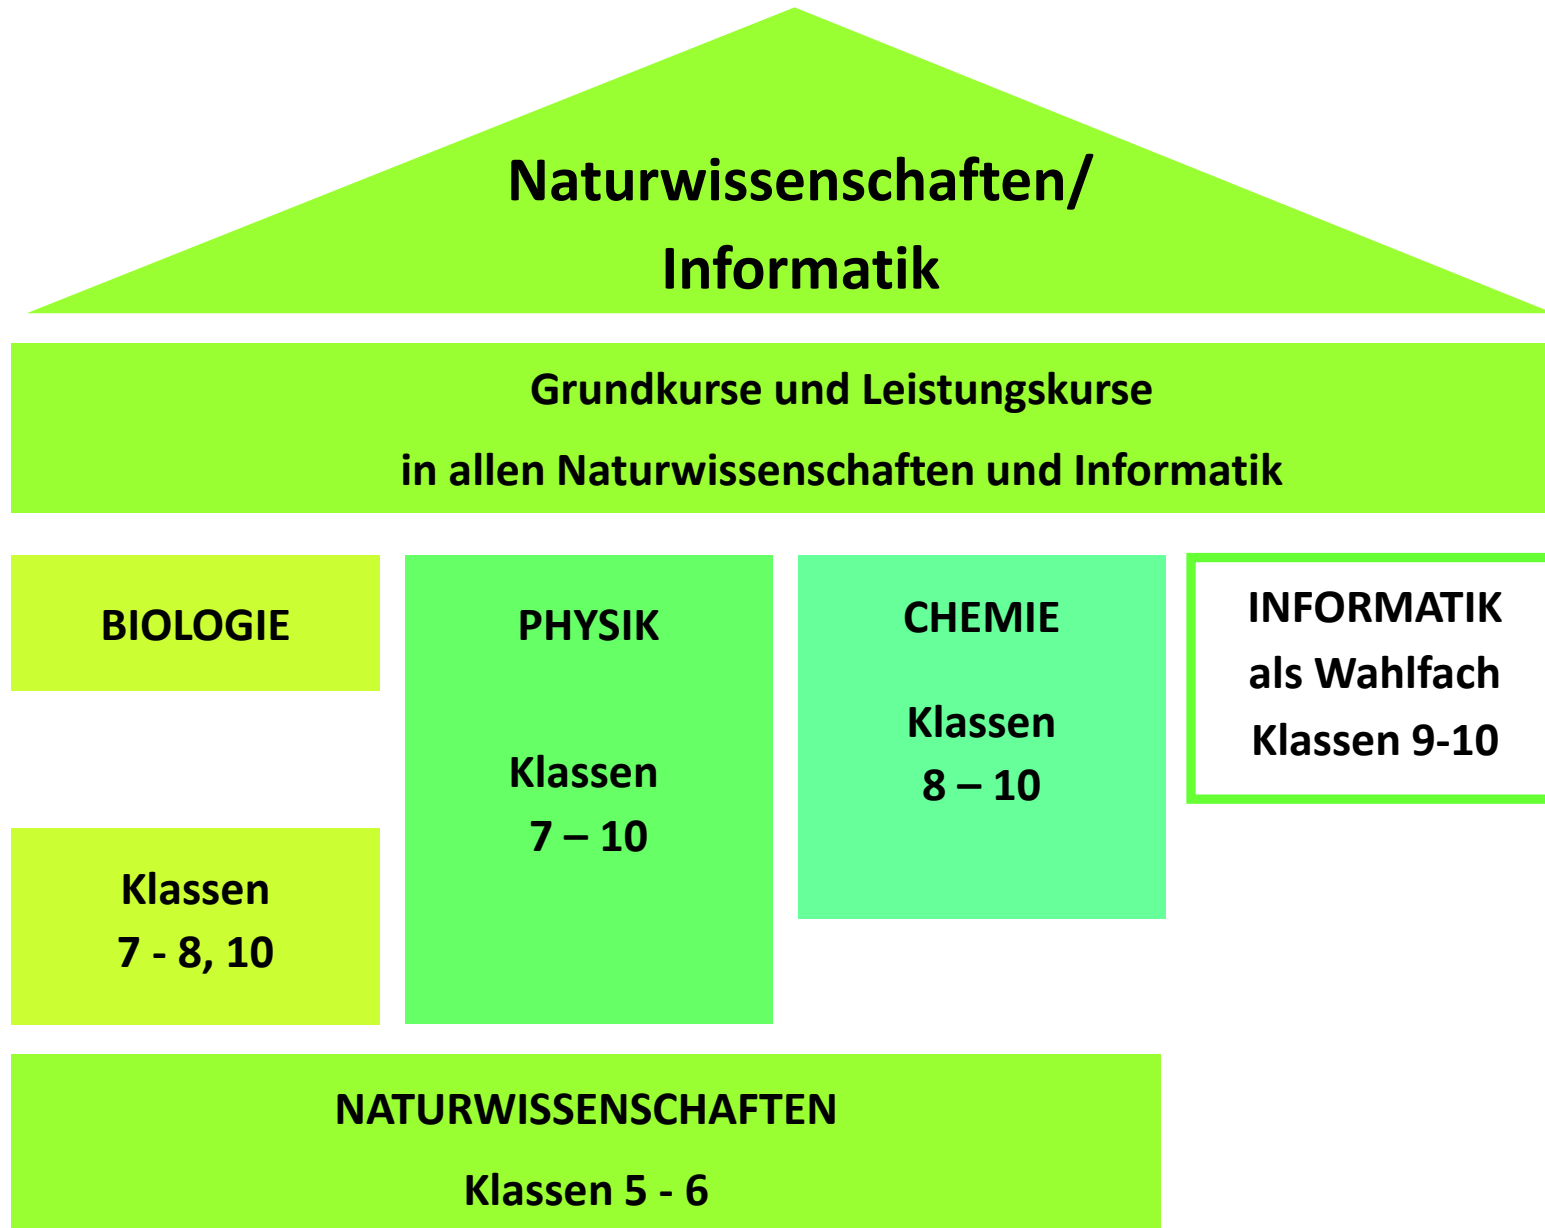 Naturwissenschaften/
Informatik
Grundkurse und Leistungskurse
in allen Naturwissenschaften und Informatik
BIOLOGIE
Klassen
7 - 8, 10
PHYSIK
Klassen
7 – 10
CHEMIE
Klassen
8 – 10
INFORMATIK
als Wahlfach
Klassen 9-10
NATURWISSENSCHAFTEN
Klassen 5 - 6